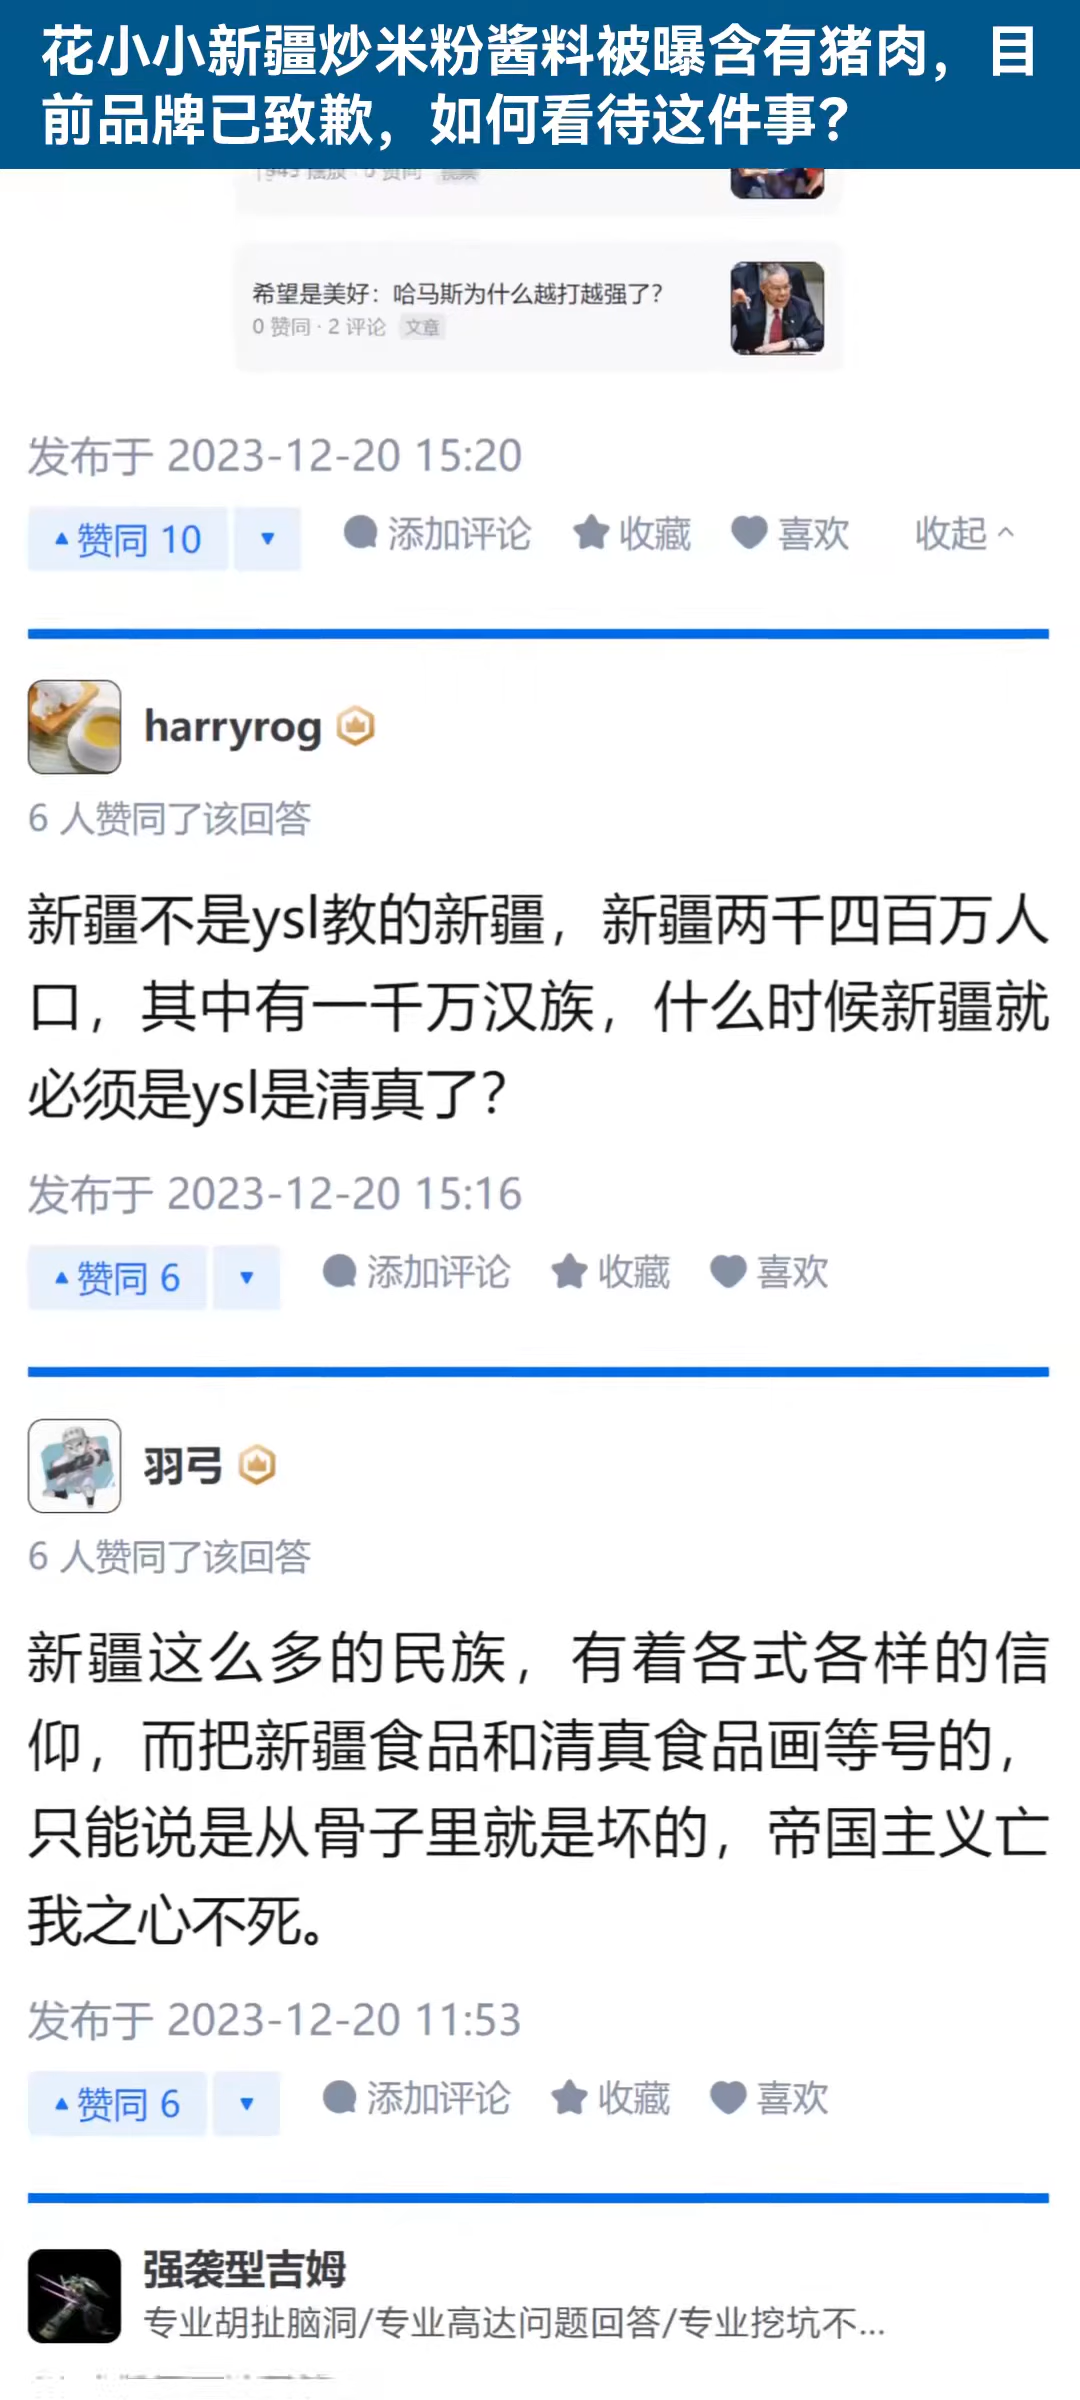 花小小新疆炒米粉酱料被曝含有猪肉，目
前品牌已致歉，如何看待这件事？
希望是美好：哈马斯为什么越打越强了？
0 赞同 · 2 评论 文章
发布于 2023-12-20 15:20
赞同 10 添加评论 收藏 喜欢 收起
harryrog
6 人赞同了该回答
新疆不是ysl教的新疆，新疆两千四百万人
口，其中有一千万汉族，什么时候新疆就
必须是ysl是清真了？
发布于 2023-12-20 15:16
赞同 6 添加评论 收藏 喜欢
羽弓
6 人赞同了该回答
新疆这么多的民族，有着各式各样的信
仰，而把新疆食品和清真食品画等号的，
只能说是从骨子里就是坏的，帝国主义亡
我之心不死。
发布于 2023-12-20 11:53
赞同 6 添加评论 收藏 喜欢
强袭型吉姆
专业胡扯脑洞/专业高达问题回答/专业挖坑不...